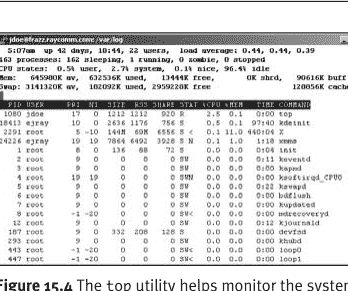 jdoe@frazz.raycomm.com: /var/log
5:07am up 42 days, 10:44, 22 users, load average: 0.44, 0.44, 0.39
163 processes: 162 sleeping, 1 running, 0 zombie, 0 stopped
CPU states: 0.5% user, 2.7% system, 0.1% nice, 96.4% idle
Mem: 645980K av, 632536K used, 13444K free, 0K shrd, 90616K buff
Swap: 3141320K av, 182092K used, 2959228K free 120856K cache
PID USER PRI NI SIZE RSS SHARE STAT %CPU %MEM TIME COMMAND
1080 jdoe 17 0 1212 1212 920 R 2.5 0.1 0:00 top
18413 ejray 10 0 2636 1176 756 S 0.5 0.1 97:40 kdeinit
2291 root 5 -10 144M 69M 6556 S < 0.1 11.0 440:04 X
24226 ejray 19 19 7864 6492 3928 S N 0.1 1.0 1:18 xmms
1 root 8 0 136 88 72 S 0.0 0.0 0:04 init
2 root 9 0 0 0 0 SW 0.0 0.0 0:11 keventd
3 root 9 0 0 0 0 SW 0.0 0.0 0:00 kapmd
4 root 19 19 0 0 0 SWN 0.0 0.0 0:00 ksoftirqd_CPU0
5 root 9 0 0 0 0 SW 0.0 0.0 0:22 kswapd
6 root 9 0 0 0 0 SW 0.0 0.0 0:00 bdflush
7 root 9 0 0 0 0 SW 0.0 0.0 0:00 kupdated
8 root -1 -20 0 0 0 SW< 0.0 0.0 0:00 mdrecoveryd
12 root 9 0 0 0 0 SW 0.0 0.0 0:12 kjournald
187 root 9 0 332 208 128 S 0.0 0.0 0:00 devfsd
293 root 9 0 0 0 0 SW 0.0 0.0 0:00 khubd
443 root -1 -20 0 0 0 SW< 0.0 0.0 0:00 loop0
447 root -1 -20 0 0 0 SW< 0.0 0.0 0:00 loop1
Figure 15.4 The top utility helps monitor the system